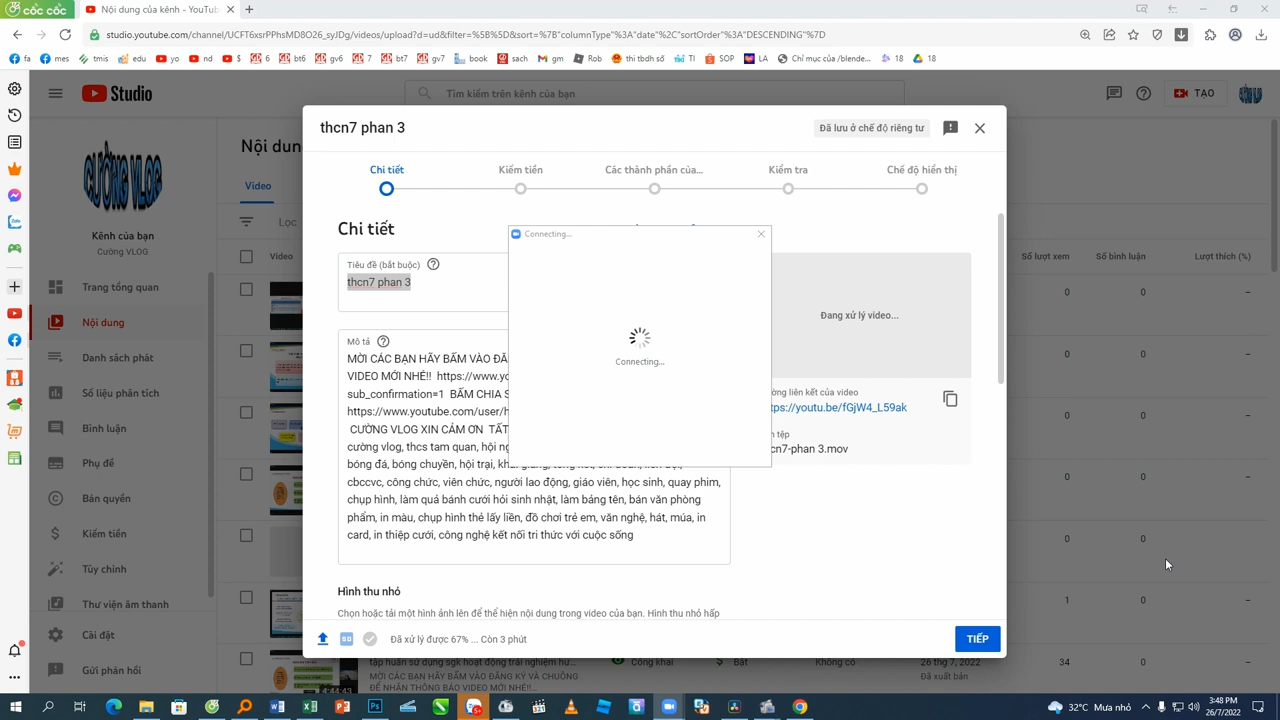 cốc cốc
Nội dung của kênh - YouTub
studio.youtube.com/channel/UCFT6xsrPPhsMD8O26_syJDg/videos/upload?d=ud&filter=%5B%5D&sort=%7B"columnType"%3A"date"%2C"sortOrder"%3A"DESCENDING"%7D
fa mes tmis edu yo nd $ 6 bt6 gv6 7 bt7 gv7 book sach gm Rob thi tbdh số TI SOP LA Chỉ mục của /blende... 18 18
Studio
Tìm kiếm trên kênh của bạn
TẠO
CƯỜNG VLOG
Kênh của bạn
Cường VLOG
Trang tổng quan
Nội dung
Danh sách phát
Số liệu phân tích
Bình luận
Phụ đề
Bản quyền
Kiếm tiền
Tùy chỉnh
Thư viện âm thanh
Cài đặt
Gửi phản hồi
Nội dun
Video
Lọc
Video
Số lượt xem Số bình luận Lượt thích (%)
0 0 –
0 0 –
0 0 –
0 0 –
0 0 –
1 0 –
thcn7 phan 3
Đã lưu ở chế độ riêng tư
Chi tiết Kiếm tiền Các thành phần của... Kiểm tra Chế độ hiển thị
Chi tiết
Tiêu đề (bắt buộc)
thcn7 phan 3
Mô tả
MỜI CÁC BẠN HÃY BẤM VÀO ĐĂ
VIDEO MỚI NHÉ!! https://www.yo
sub_confirmation=1 BẤM CHIA S
https://www.youtube.com/user/h
CƯỜNG VLOG XIN CẢM ƠN TẤT
cường vlog, thcs tam quan, hội ng
bóng đá, bóng chuyền, hội trại, khai giảng, tổng kết, chi đoàn, liên đội,
cbccvc, công chức, viên chức, người lao động, giáo viên, học sinh, quay phim,
chụp hình, làm quả bánh cưới hỏi sinh nhật, làm bảng tên, bán văn phòng
phẩm, in màu, chụp hình thẻ lấy liền, đồ chơi trẻ em, văn nghệ, hát, múa, in
card, in thiệp cưới, công nghệ kết nối tri thức với cuộc sống
Connecting...
Connecting...
Đang xử lý video...
ờng liên kết của video
tps://youtu.be/fGjW4_L59ak
n tệp
cn7-phan 3.mov
Hình thu nhỏ
Chọn hoặc tải một hình ảnh lên để thể hiện nội dung trong video của bạn. Hình thu nhỏ hấp
SD
Đã xử lý được 67% ... Còn 3 phút
TIẾP
4:44:43
tập huấn sử dụng sgk hoạt động trải nghiệm hư..
MỜI CÁC BẠN HÃY BẤM VÀO ĐĂNG KÝ VÀ CHUÔNG
ĐỂ NHẬN THÔNG BÁO VIDEO MỚI NHÉ!!...
Công khai
Không có
26 thg 7, 2022
Đã xuất bản
34 0 –
32°C Mưa nhỏ
3:48 PM
26/7/2022